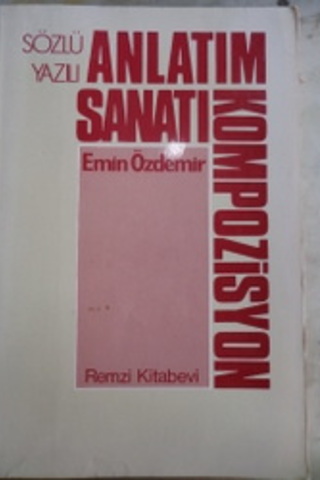 SÖZLÜ
YAZILI
ANLATIM
SANATI
KOMPOZİSYON
Emin Özdemir
Remzi Kitabevi